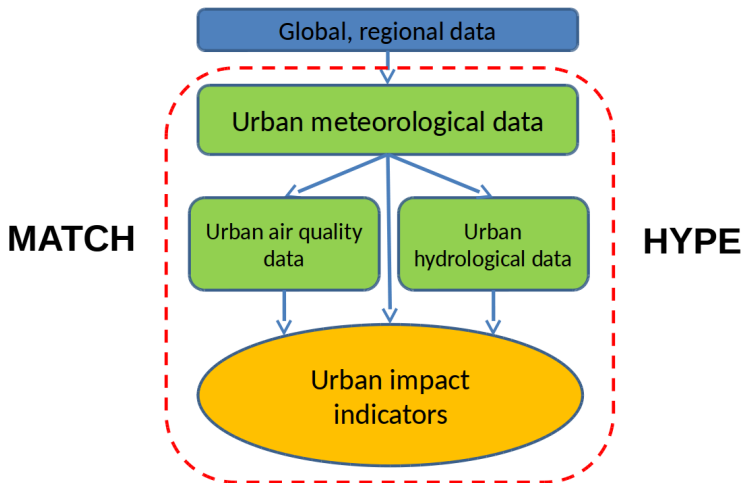 Global, regional data
Urban meteorological data
MATCH
Urban air quality
data
Urban
hydrological data
HYPE
Urban impact
indicators